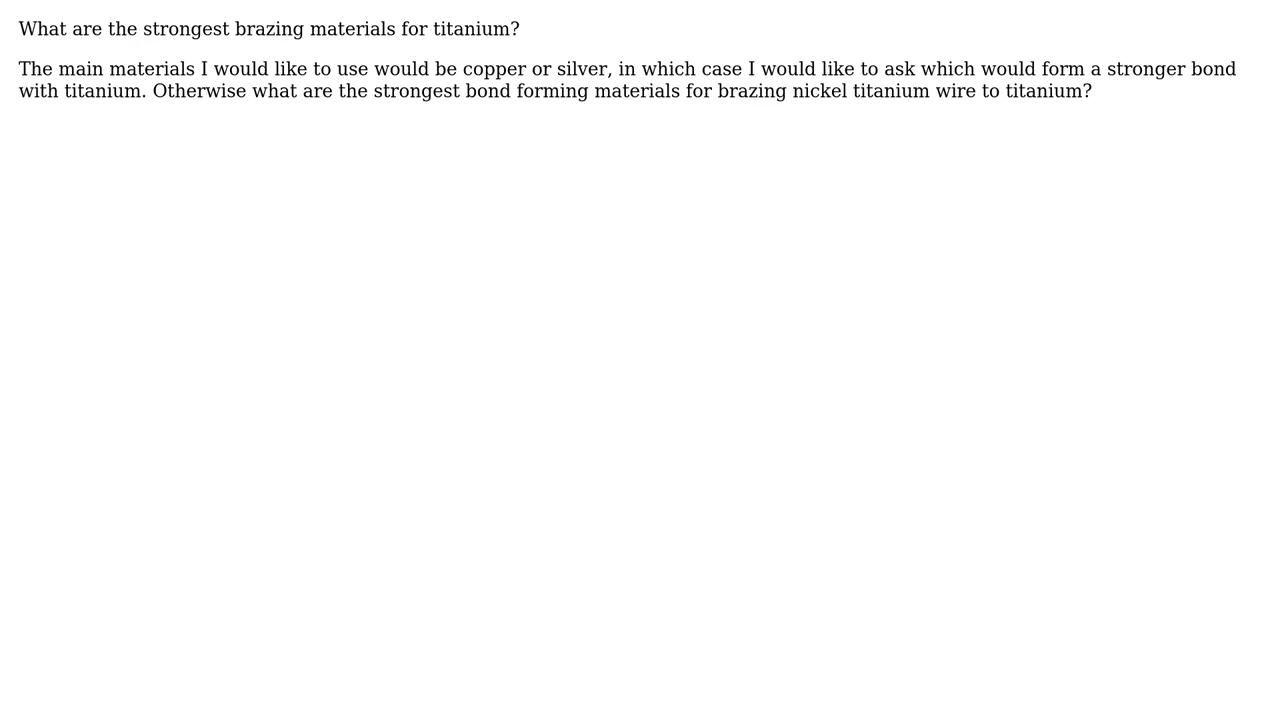 What are the strongest brazing materials for titanium?
The main materials I would like to use would be copper or silver, in which case I would like to ask which would form a stronger bond
with titanium. Otherwise what are the strongest bond forming materials for brazing nickel titanium wire to titanium?